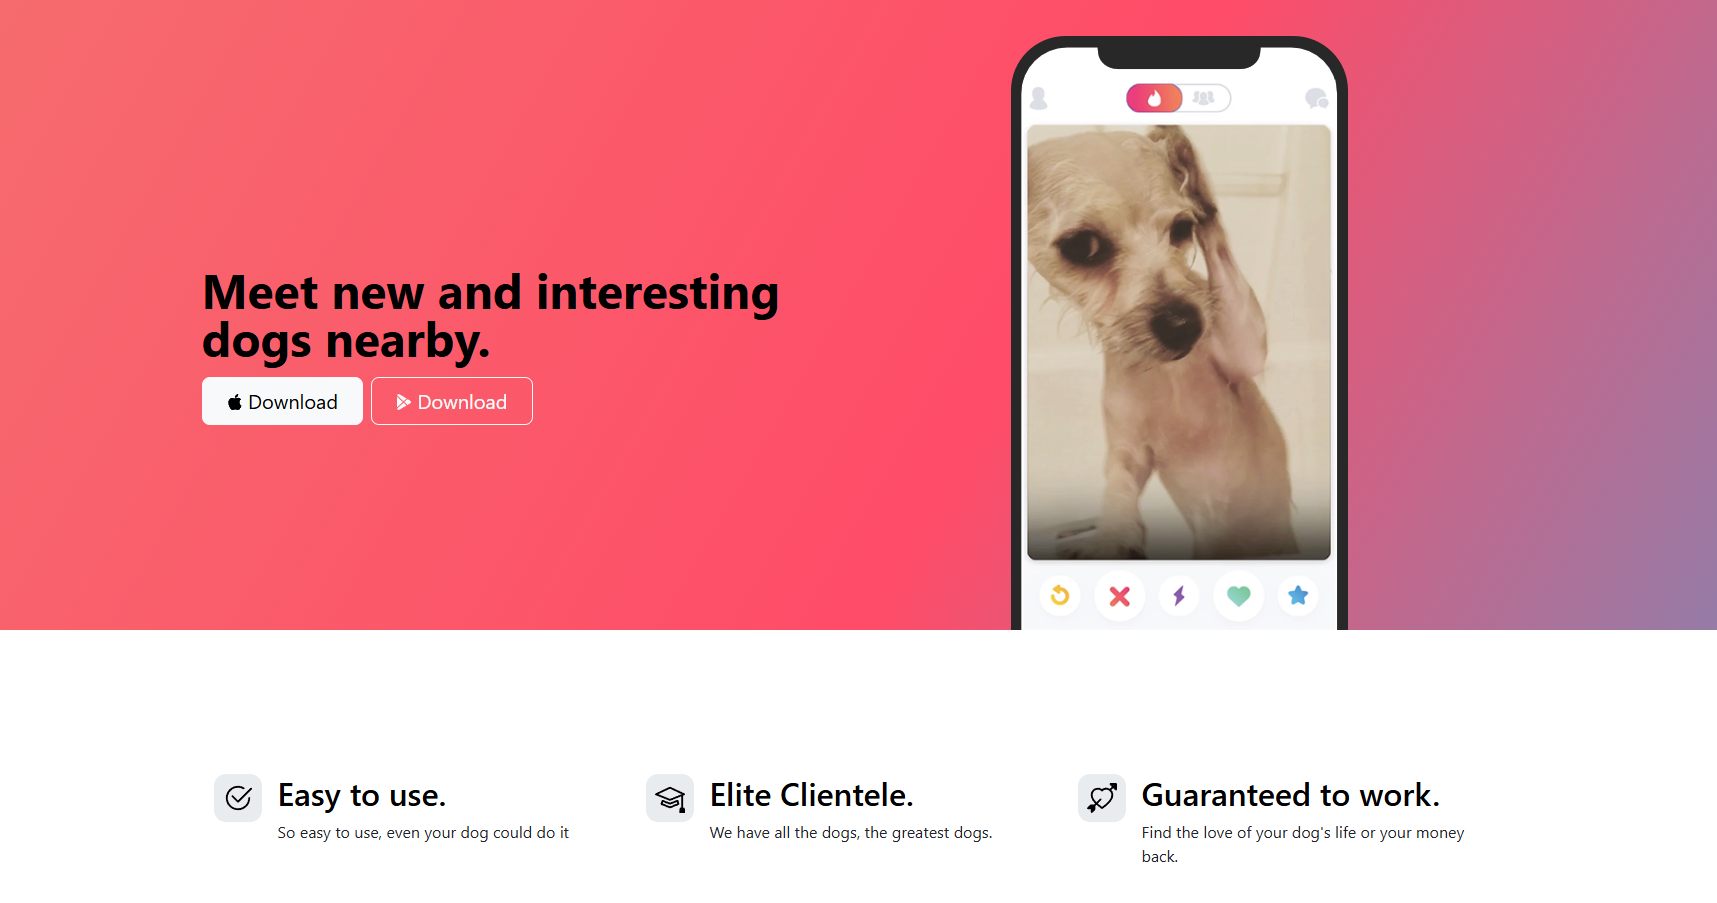 Meet new and interesting
dogs nearby.
Download
Download
Easy to use.
So easy to use, even your dog could do it
Elite Clientele.
We have all the dogs, the greatest dogs.
Guaranteed to work.
Find the love of your dog's life or your money
back.